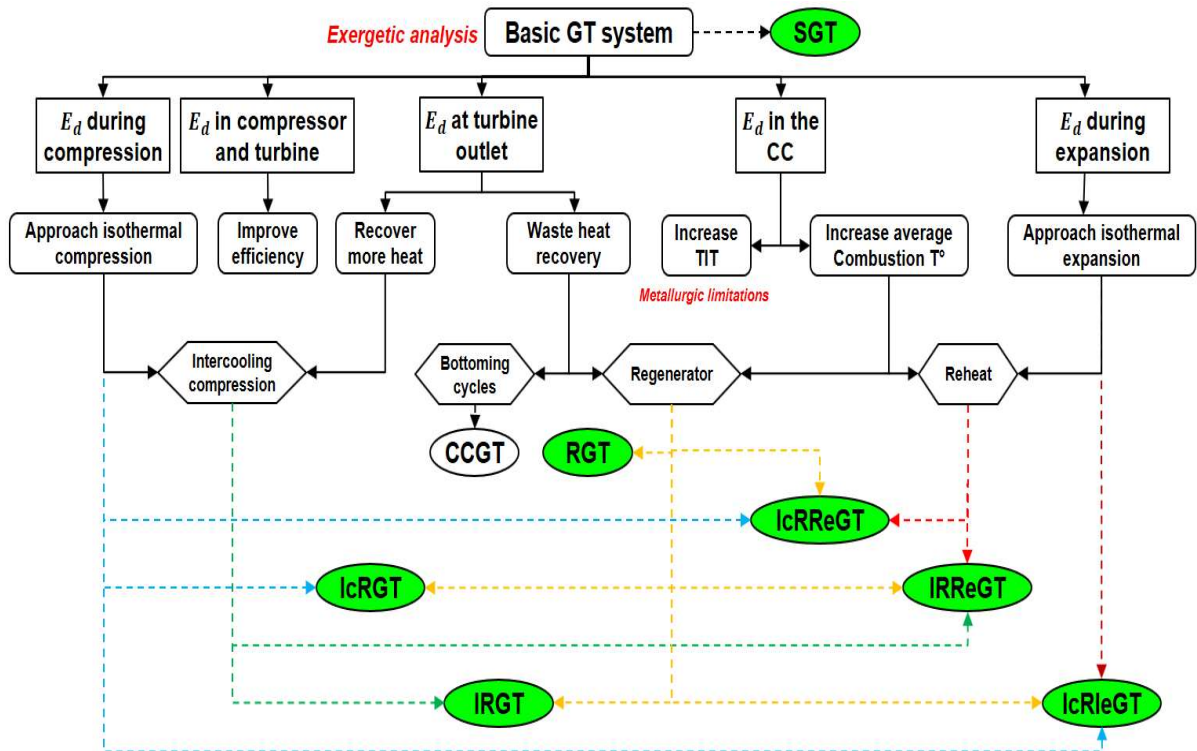 Exergetic analysis
Basic GT system
SGT
E_d during
compression
E_d in compressor
and turbine
E_d at turbine
outlet
E_d in the
CC
E_d during
expansion
Approach isothermal
compression
Improve
efficiency
Recover
more heat
Waste heat
recovery
Increase
TIT
Increase average
Combustion T°
Approach isothermal
expansion
Metallurgic limitations
Intercooling
compression
Bottoming
cycles
Regenerator
Reheat
CCGT
RGT
IcRReGT
IcRGT
IRReGT
IRGT
IcRIeGT